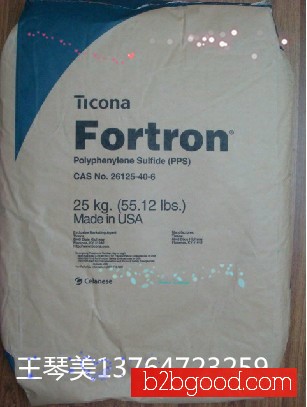 Ticona
Fortron®
Polyphenylene Sulfide (PPS)
CAS No. 26125-40-6
25 kg. (55.12 lbs.)
Made in USA
Celanese
王琴美13764723259
b2bgood.com